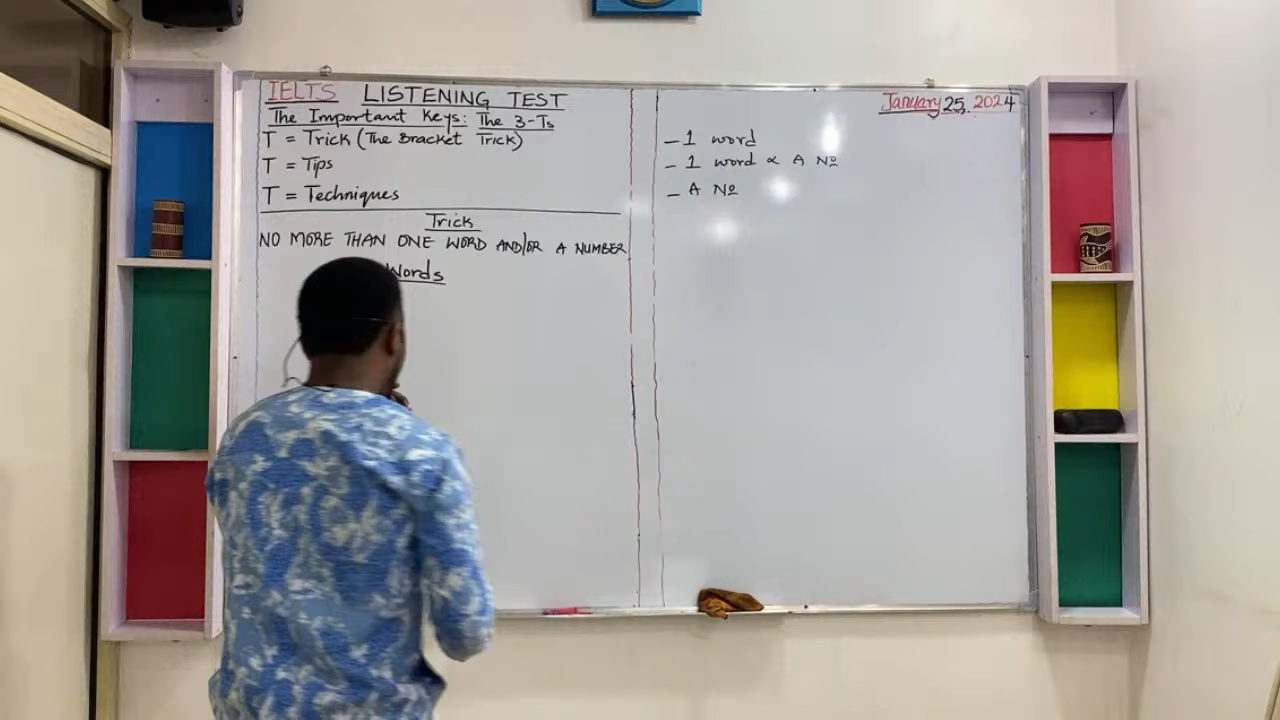 IELTS LISTENING TEST
The Important Keys: The 3-Ts
T = Trick (The Bracket Trick)
T = Tips
T = Techniques
Trick
NO MORE THAN ONE WORD AND/OR A NUMBER
Words
January 25, 2024
- 1 word
- 1 word & A Nº
- A Nº